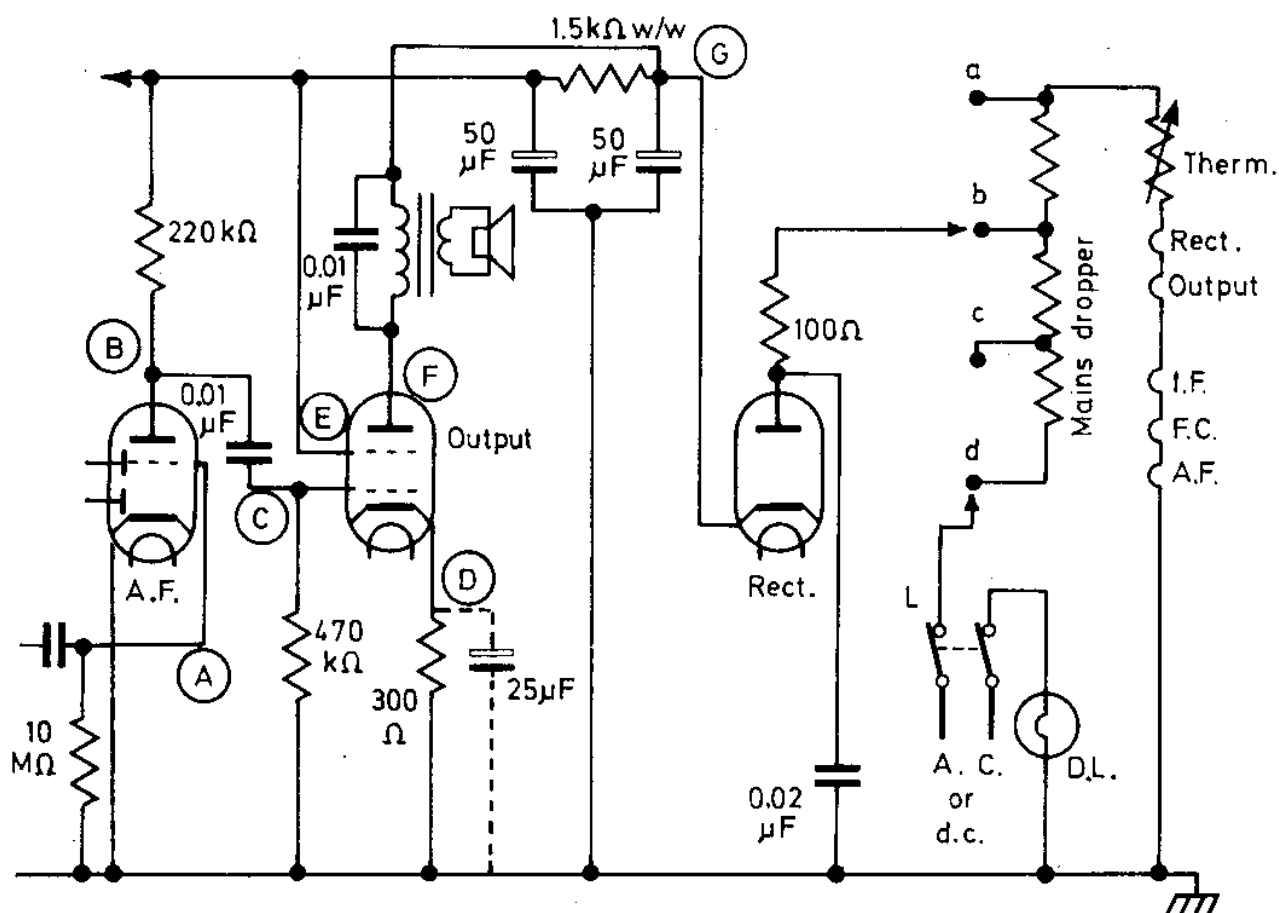 1.5kΩ w/w
G
a
50
μF
50
μF
Therm.
b
220kΩ
Rect.
0.01
μF
Output
100Ω
c
Mains dropper
B
F
0.01
μF
E
Output
I.F.
F.C.
A.F.
d
C
D
A.F.
Rect.
L
470
kΩ
A
25μF
300
Ω
10
MΩ
A. C.
or
d.c.
D.L.
0.02
μF